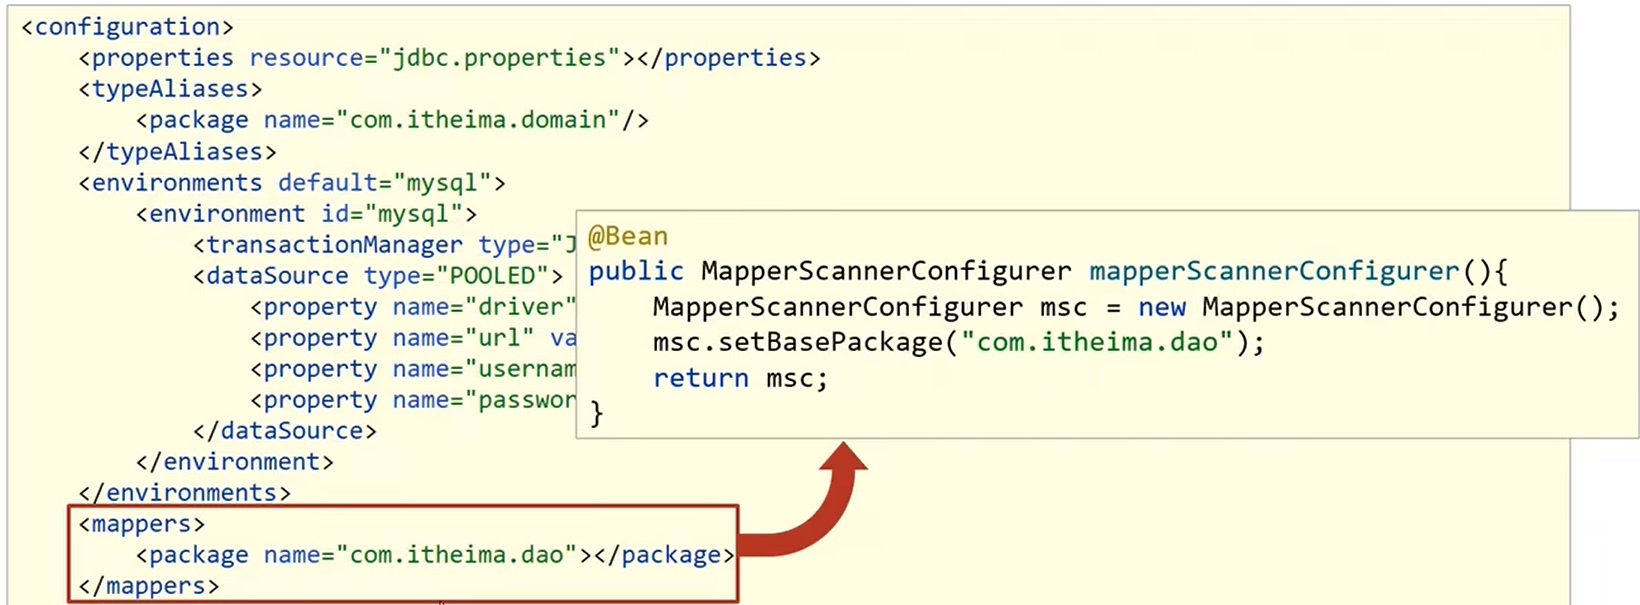 <configuration>
<properties resource="jdbc.properties"></properties>
<typeAliases>
<package name="com.itheima.domain"/>
</typeAliases>
<environments default="mysql">
<environment id="mysql">
<transactionManager type="J
<dataSource type="POOLED">
<property name="driver"
<property name="url" va
<property name="usernam
<property name="passwor
</dataSource>
</environment>
</environments>
<mappers>
<package name="com.itheima.dao"></package>
</mappers>
@Bean
public MapperScannerConfigurer mapperScannerConfigurer(){
MapperScannerConfigurer msc = new MapperScannerConfigurer();
msc.setBasePackage("com.itheima.dao");
return msc;
}